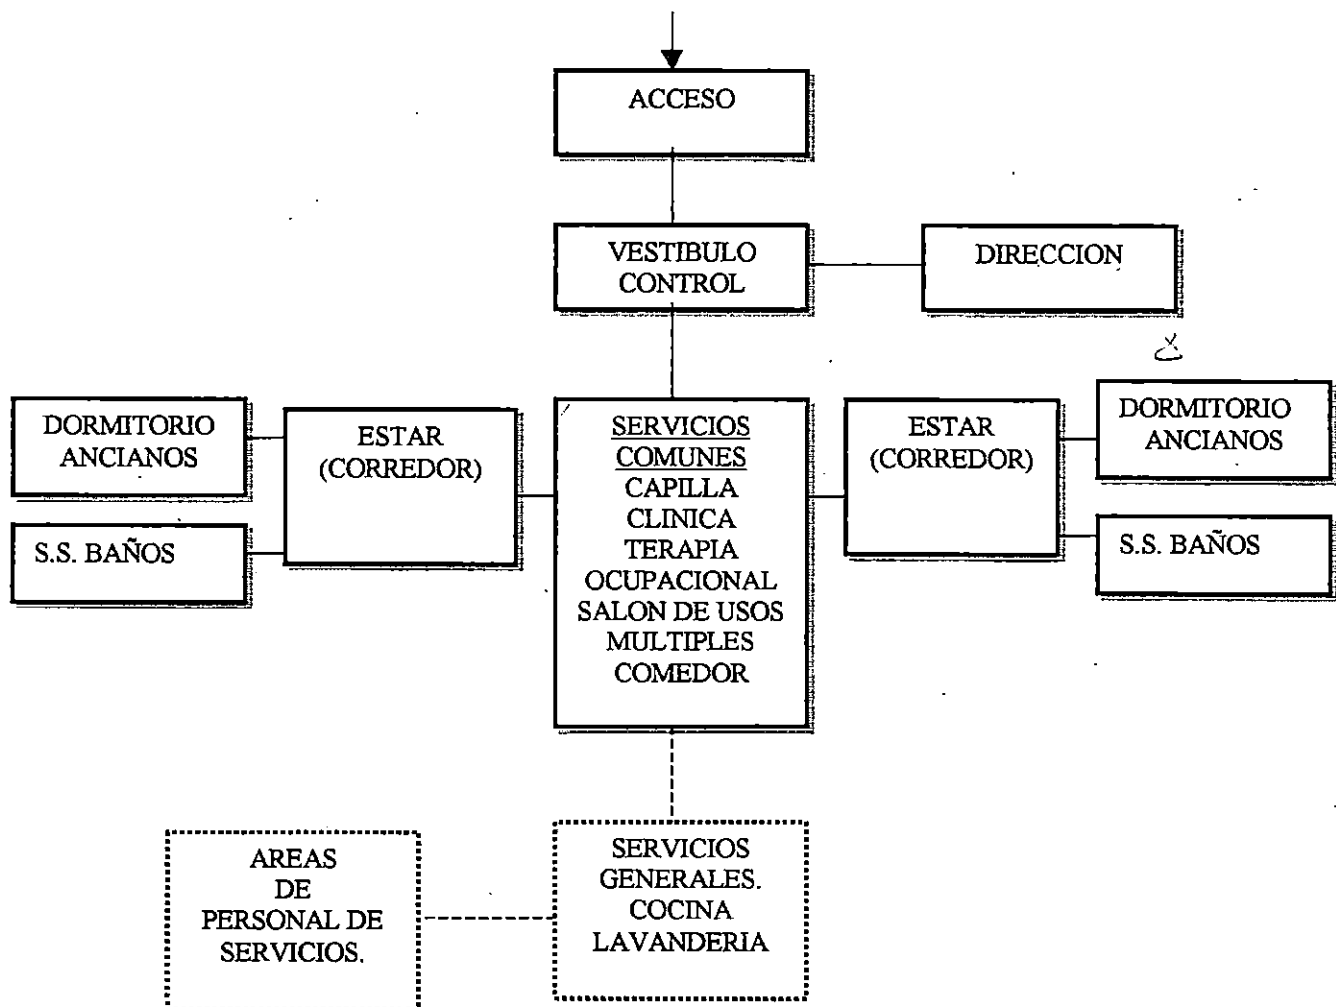 ACCESO
VESTIBULO
CONTROL
DIRECCION
DORMITORIO
ANCIANOS
S.S. BAÑOS
ESTAR
(CORREDOR)
SERVICIOS
COMUNES
CAPILLA
CLINICA
TERAPIA
OCUPACIONAL
SALON DE USOS
MULTIPLES
COMEDOR
ESTAR
(CORREDOR)
DORMITORIO
ANCIANOS
S.S. BAÑOS
AREAS
DE
PERSONAL DE
SERVICIOS.
SERVICIOS
GENERALES.
COCINA
LAVANDERIA